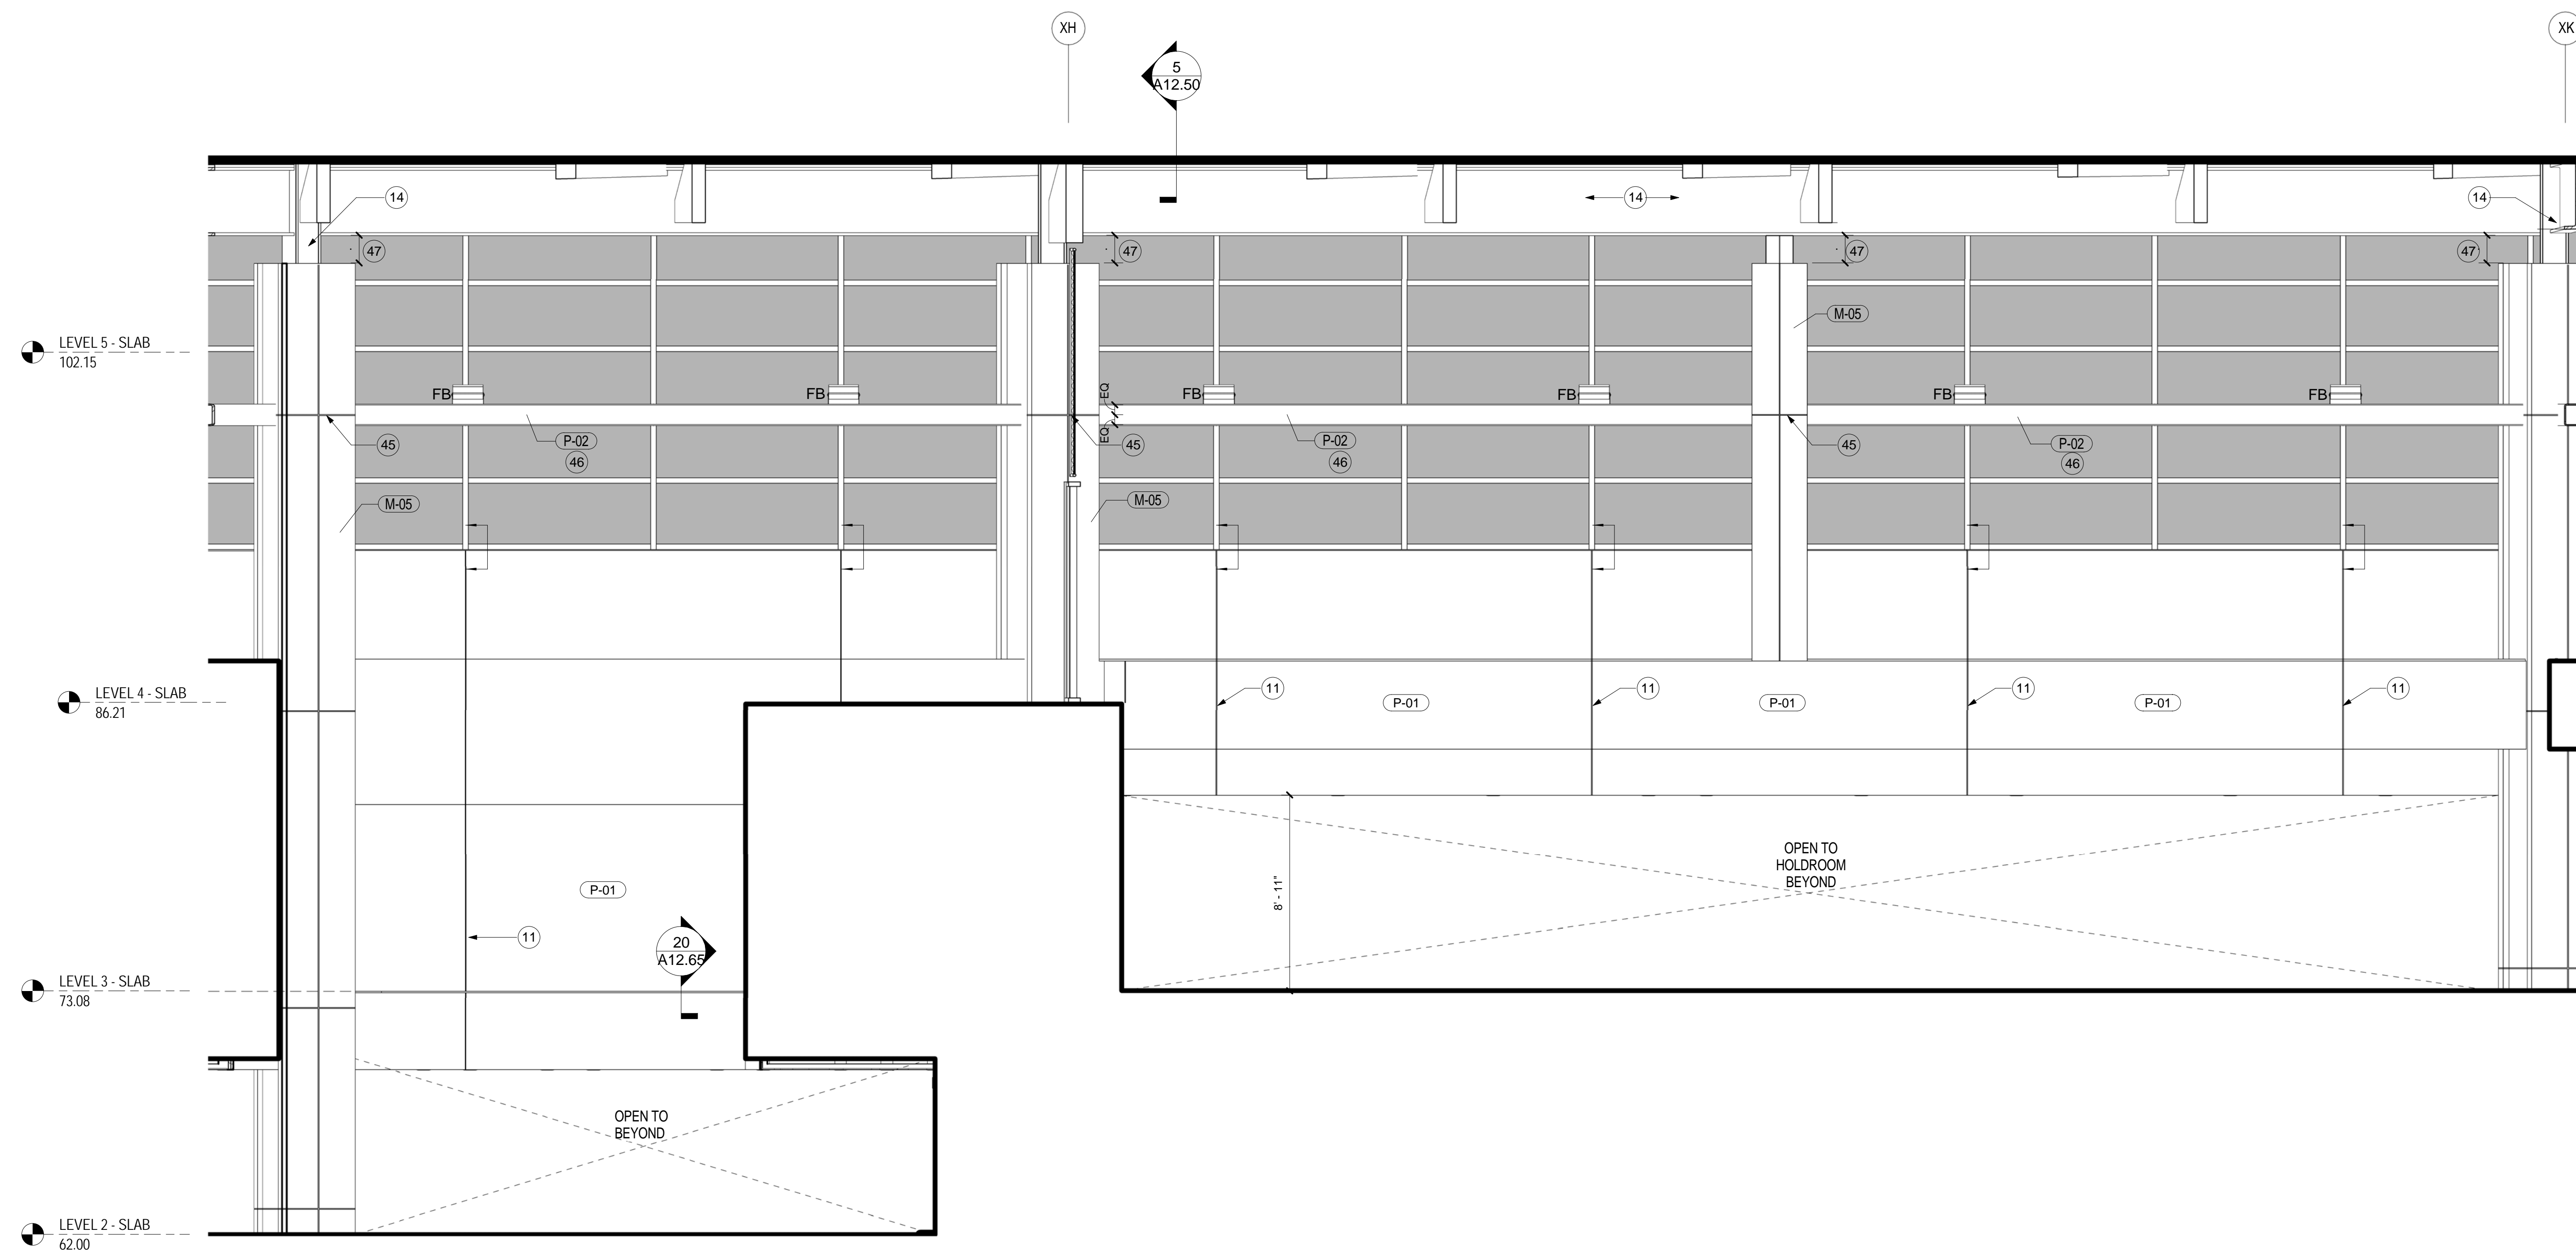 XH
XK
5
A12.50
14
14
14
47
47
47
47
M-05
LEVEL 5 - SLAB
102.15
FB
FB
FB
FB
FB
FB
EQ
EQ
45
P-02
46
45
P-02
46
45
P-02
46
M-05
M-05
LEVEL 4 - SLAB
86.21
11
P-01
11
P-01
11
P-01
11
OPEN TO
HOLDROOM
BEYOND
8' - 11"
P-01
11
20
A12.65
LEVEL 3 - SLAB
73.08
OPEN TO
BEYOND
LEVEL 2 - SLAB
62.00